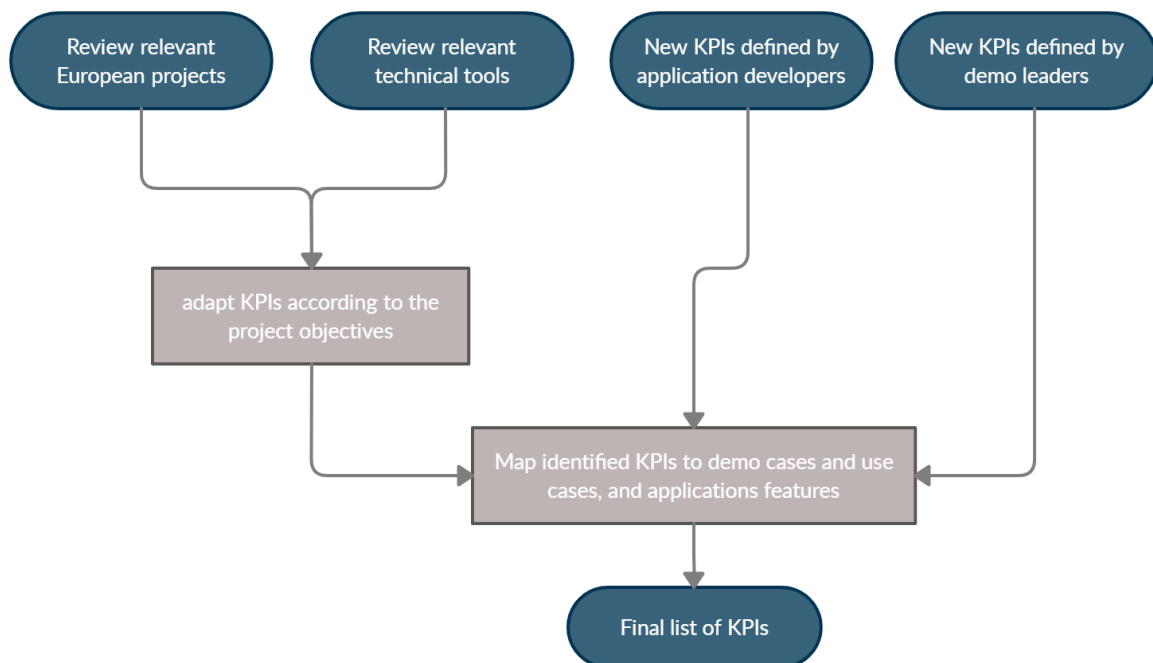 Review relevant
European projects
Review relevant
technical tools
New KPIs defined by
application developers
New KPIs defined by
demo leaders
adapt KPIs according to the
project objectives
Map identified KPIs to demo cases and use
cases, and applications features
Final list of KPIs